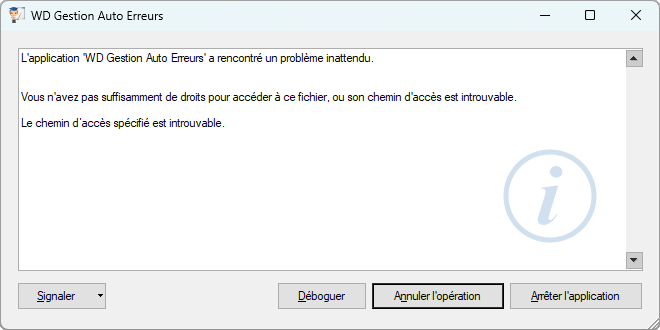 WD Gestion Auto Erreurs
L'application 'WD Gestion Auto Erreurs' a rencontré un problème inattendu.
Vous n'avez pas suffisamment de droits pour accéder à ce fichier, ou son chemin d'accès est introuvable.
Le chemin d'accès spécifié est introuvable.
Signaler
Déboguer
Annuler l'opération
Arrêter l'application